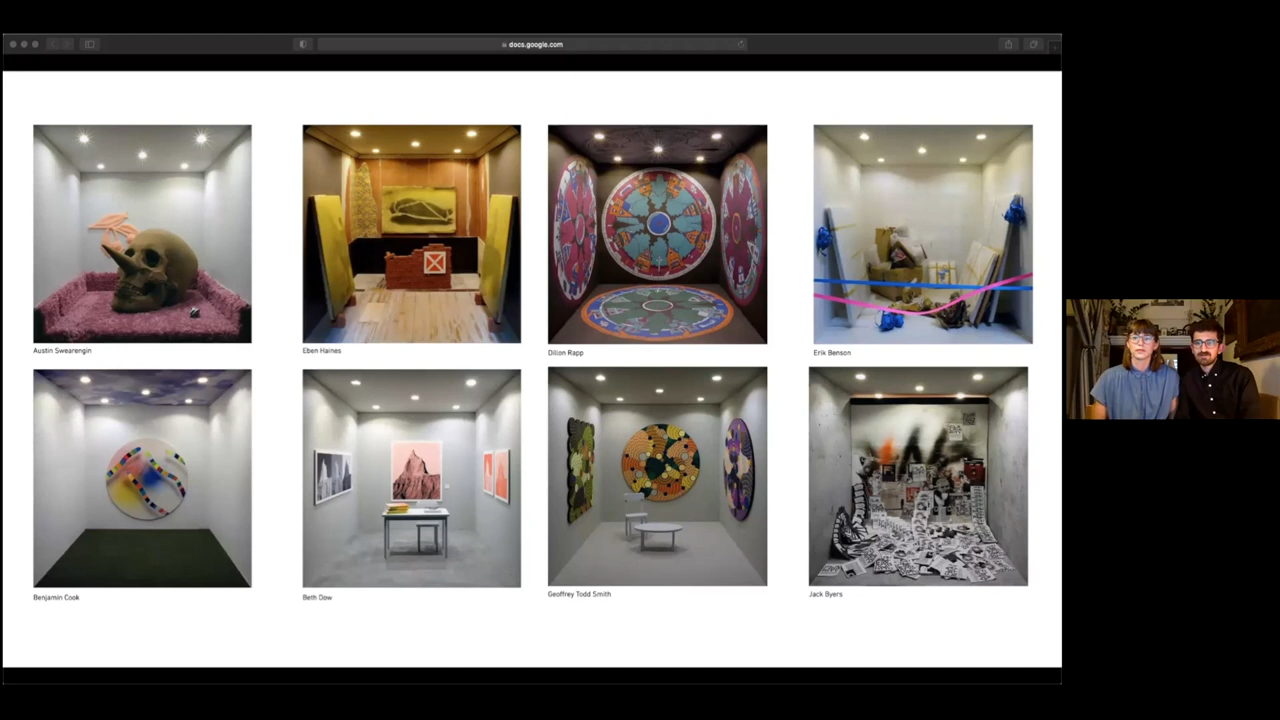 docs.google.com
Austin Swearengin
Eben Haines
Dillon Rapp
Erik Benson
Benjamin Cook
Beth Dow
Geoffrey Todd Smith
Jack Byers